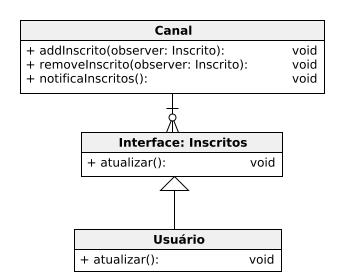 Canal
+ addInscrito(observer: Inscrito): void
+ removeInscrito(observer: Inscrito): void
+ notificaInscritos(): void
Interface: Inscritos
+ atualizar(): void
Usuário
+ atualizar(): void